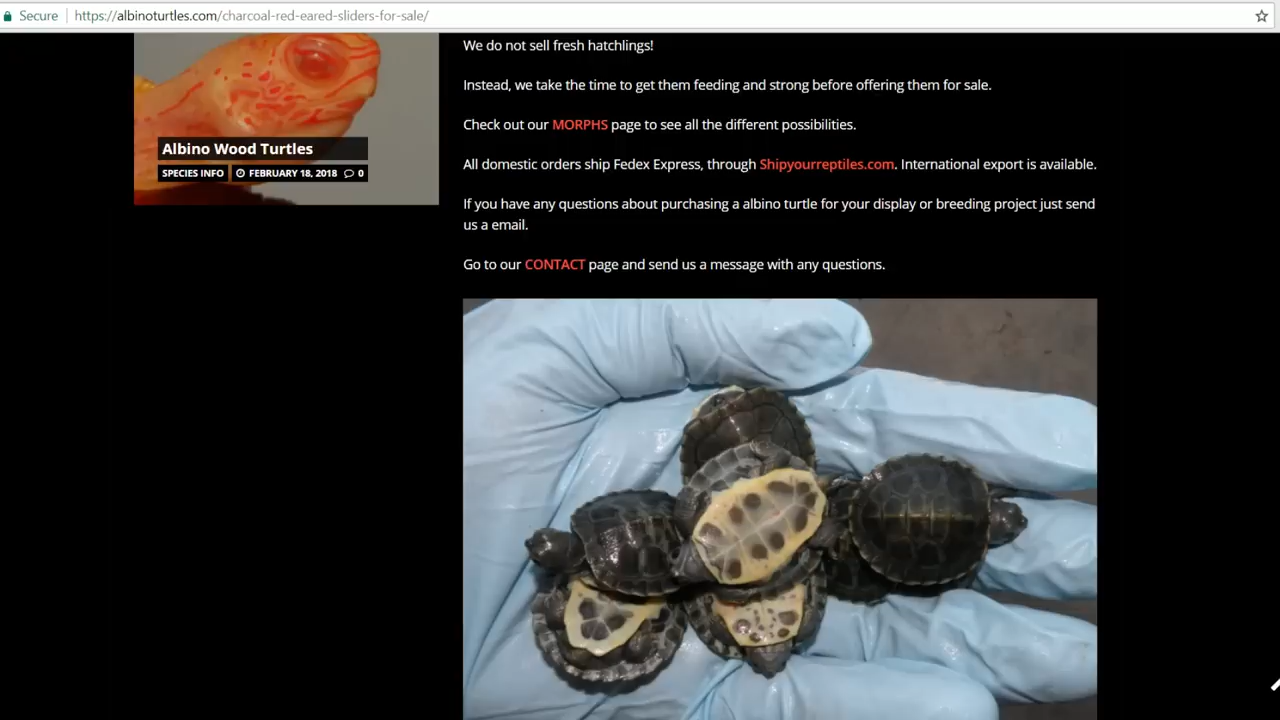 Secure
https://albinoturtles.com/charcoal-red-eared-sliders-for-sale/
Albino Wood Turtles
SPECIES INFO FEBRUARY 18, 2018 0
We do not sell fresh hatchlings!
Instead, we take the time to get them feeding and strong before offering them for sale.
Check out our MORPHS page to see all the different possibilities.
All domestic orders ship Fedex Express, through Shipyourreptiles.com. International export is available.
If you have any questions about purchasing a albino turtle for your display or breeding project just send
us a email.
Go to our CONTACT page and send us a message with any questions.